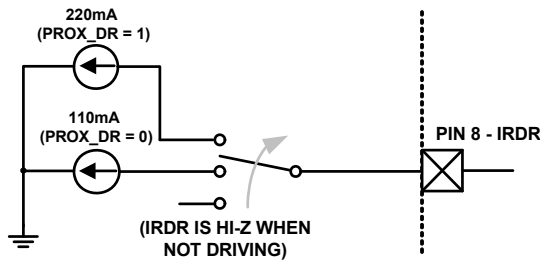 220mA
(PROX_DR = 1)
110mA
(PROX_DR = 0)
PIN 8 - IRDR
(IRDR IS HI-Z WHEN
NOT DRIVING)